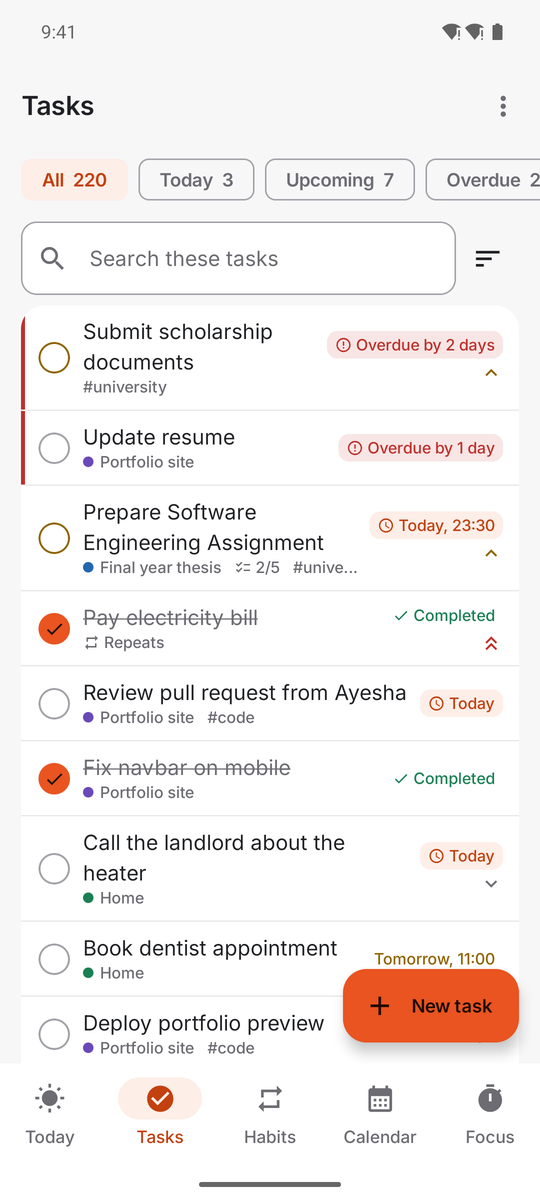 9:41
Tasks
All 220
Today 3
Upcoming 7
Overdue 2
Search these tasks
Submit scholarship
documents
#university
Overdue by 2 days
Update resume
Portfolio site
Overdue by 1 day
Prepare Software
Engineering Assignment
Final year thesis 2/5 #unive...
Today, 23:30
Pay electricity bill
Repeats
Completed
Review pull request from Ayesha
Portfolio site #code
Today
Fix navbar on mobile
Portfolio site
Completed
Call the landlord about the
heater
Home
Today
Book dentist appointment
Home
Tomorrow, 11:00
Deploy portfolio preview
Portfolio site #code
New task
Today
Tasks
Habits
Calendar
Focus